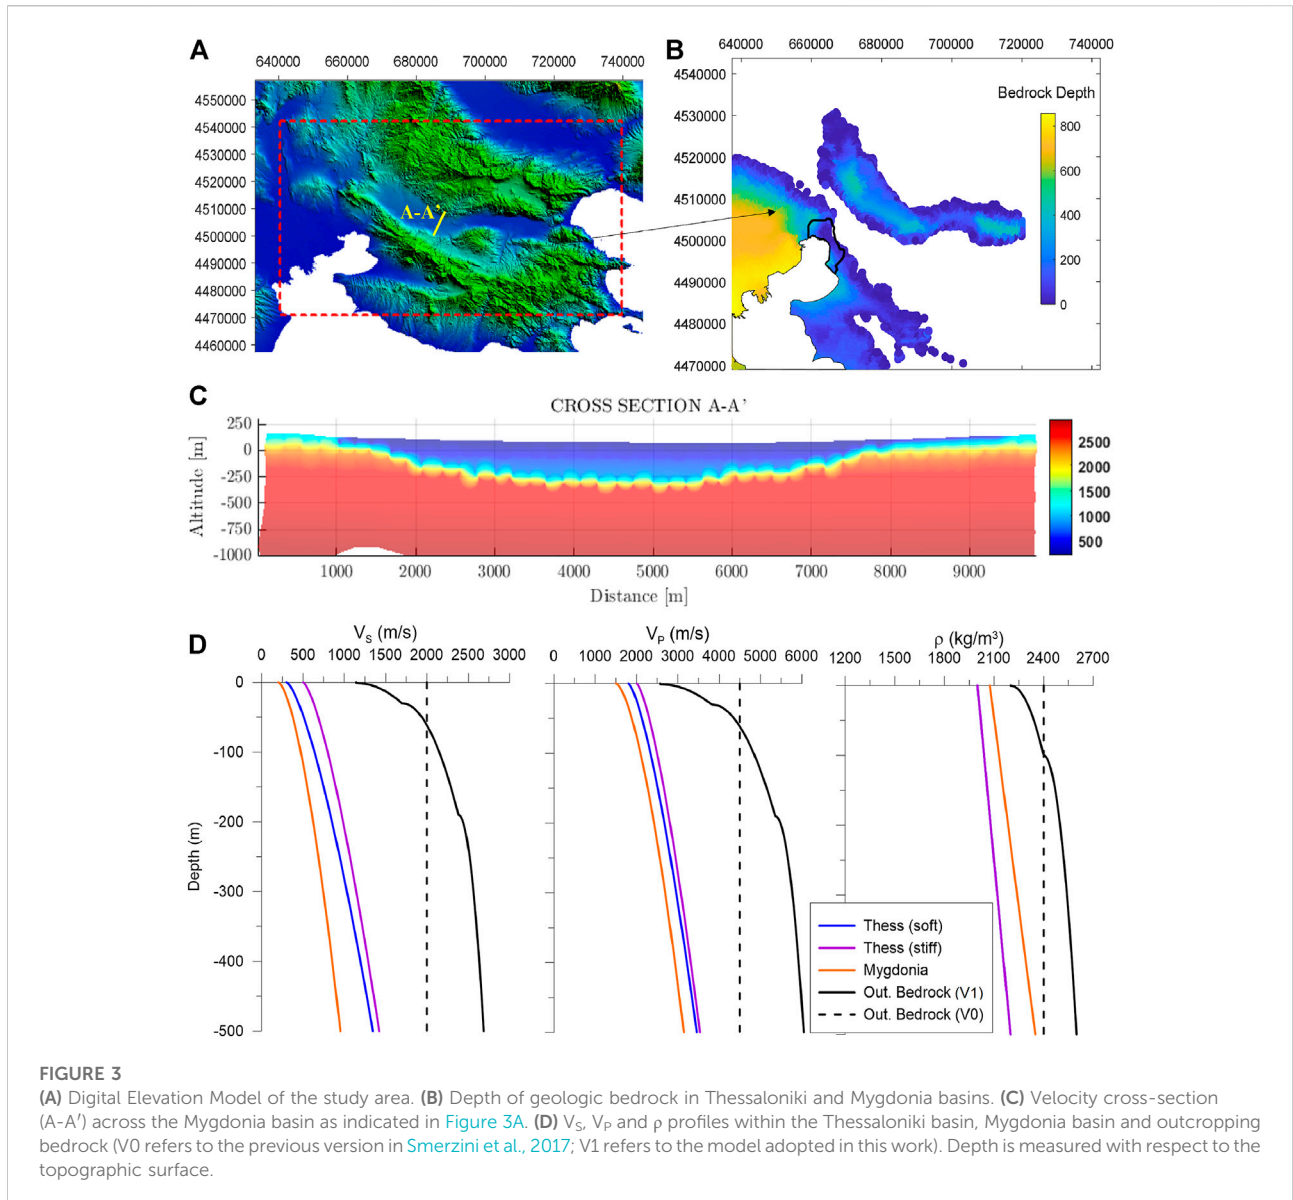 A
640000 660000 680000 700000 720000 740000
4550000
4540000
4530000
4520000
4510000
4500000
4490000
4480000
4470000
4460000
A-A'
B
640000 660000 680000 700000 720000 740000
4540000
4530000
4520000
4510000
4500000
4490000
4480000
4470000
Bedrock Depth
800
600
400
200
0
C
CROSS SECTION A-A'
Altitude [m]
250
0
-250
-500
-750
-1000
1000 2000 3000 4000 5000 6000 7000 8000 9000
Distance [m]
2500
2000
1500
1000
500
D
VS (m/s)
0 500 1000 1500 2000 2500 3000
VP (m/s)
0 1000 2000 3000 4000 5000 6000
ρ (kg/m³)
1200 1500 1800 2100 2400 2700
Depth (m)
0
-100
-200
-300
-400
-500
Thess (soft)
Thess (stiff)
Mygdonia
Out. Bedrock (V1)
Out. Bedrock (V0)
FIGURE 3
(A) Digital Elevation Model of the study area. (B) Depth of geologic bedrock in Thessaloniki and Mygdonia basins. (C) Velocity cross-section
(A-A′) across the Mygdonia basin as indicated in Figure 3A. (D) VS, VP and ρ profiles within the Thessaloniki basin, Mygdonia basin and outcropping
bedrock (V0 refers to the previous version in Smerzini et al., 2017; V1 refers to the model adopted in this work). Depth is measured with respect to the
topographic surface.